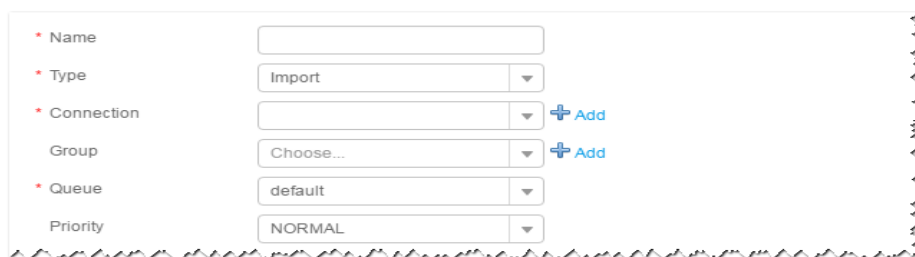 * Name
* Type Import
* Connection Add
Group Choose... Add
* Queue default
Priority NORMAL